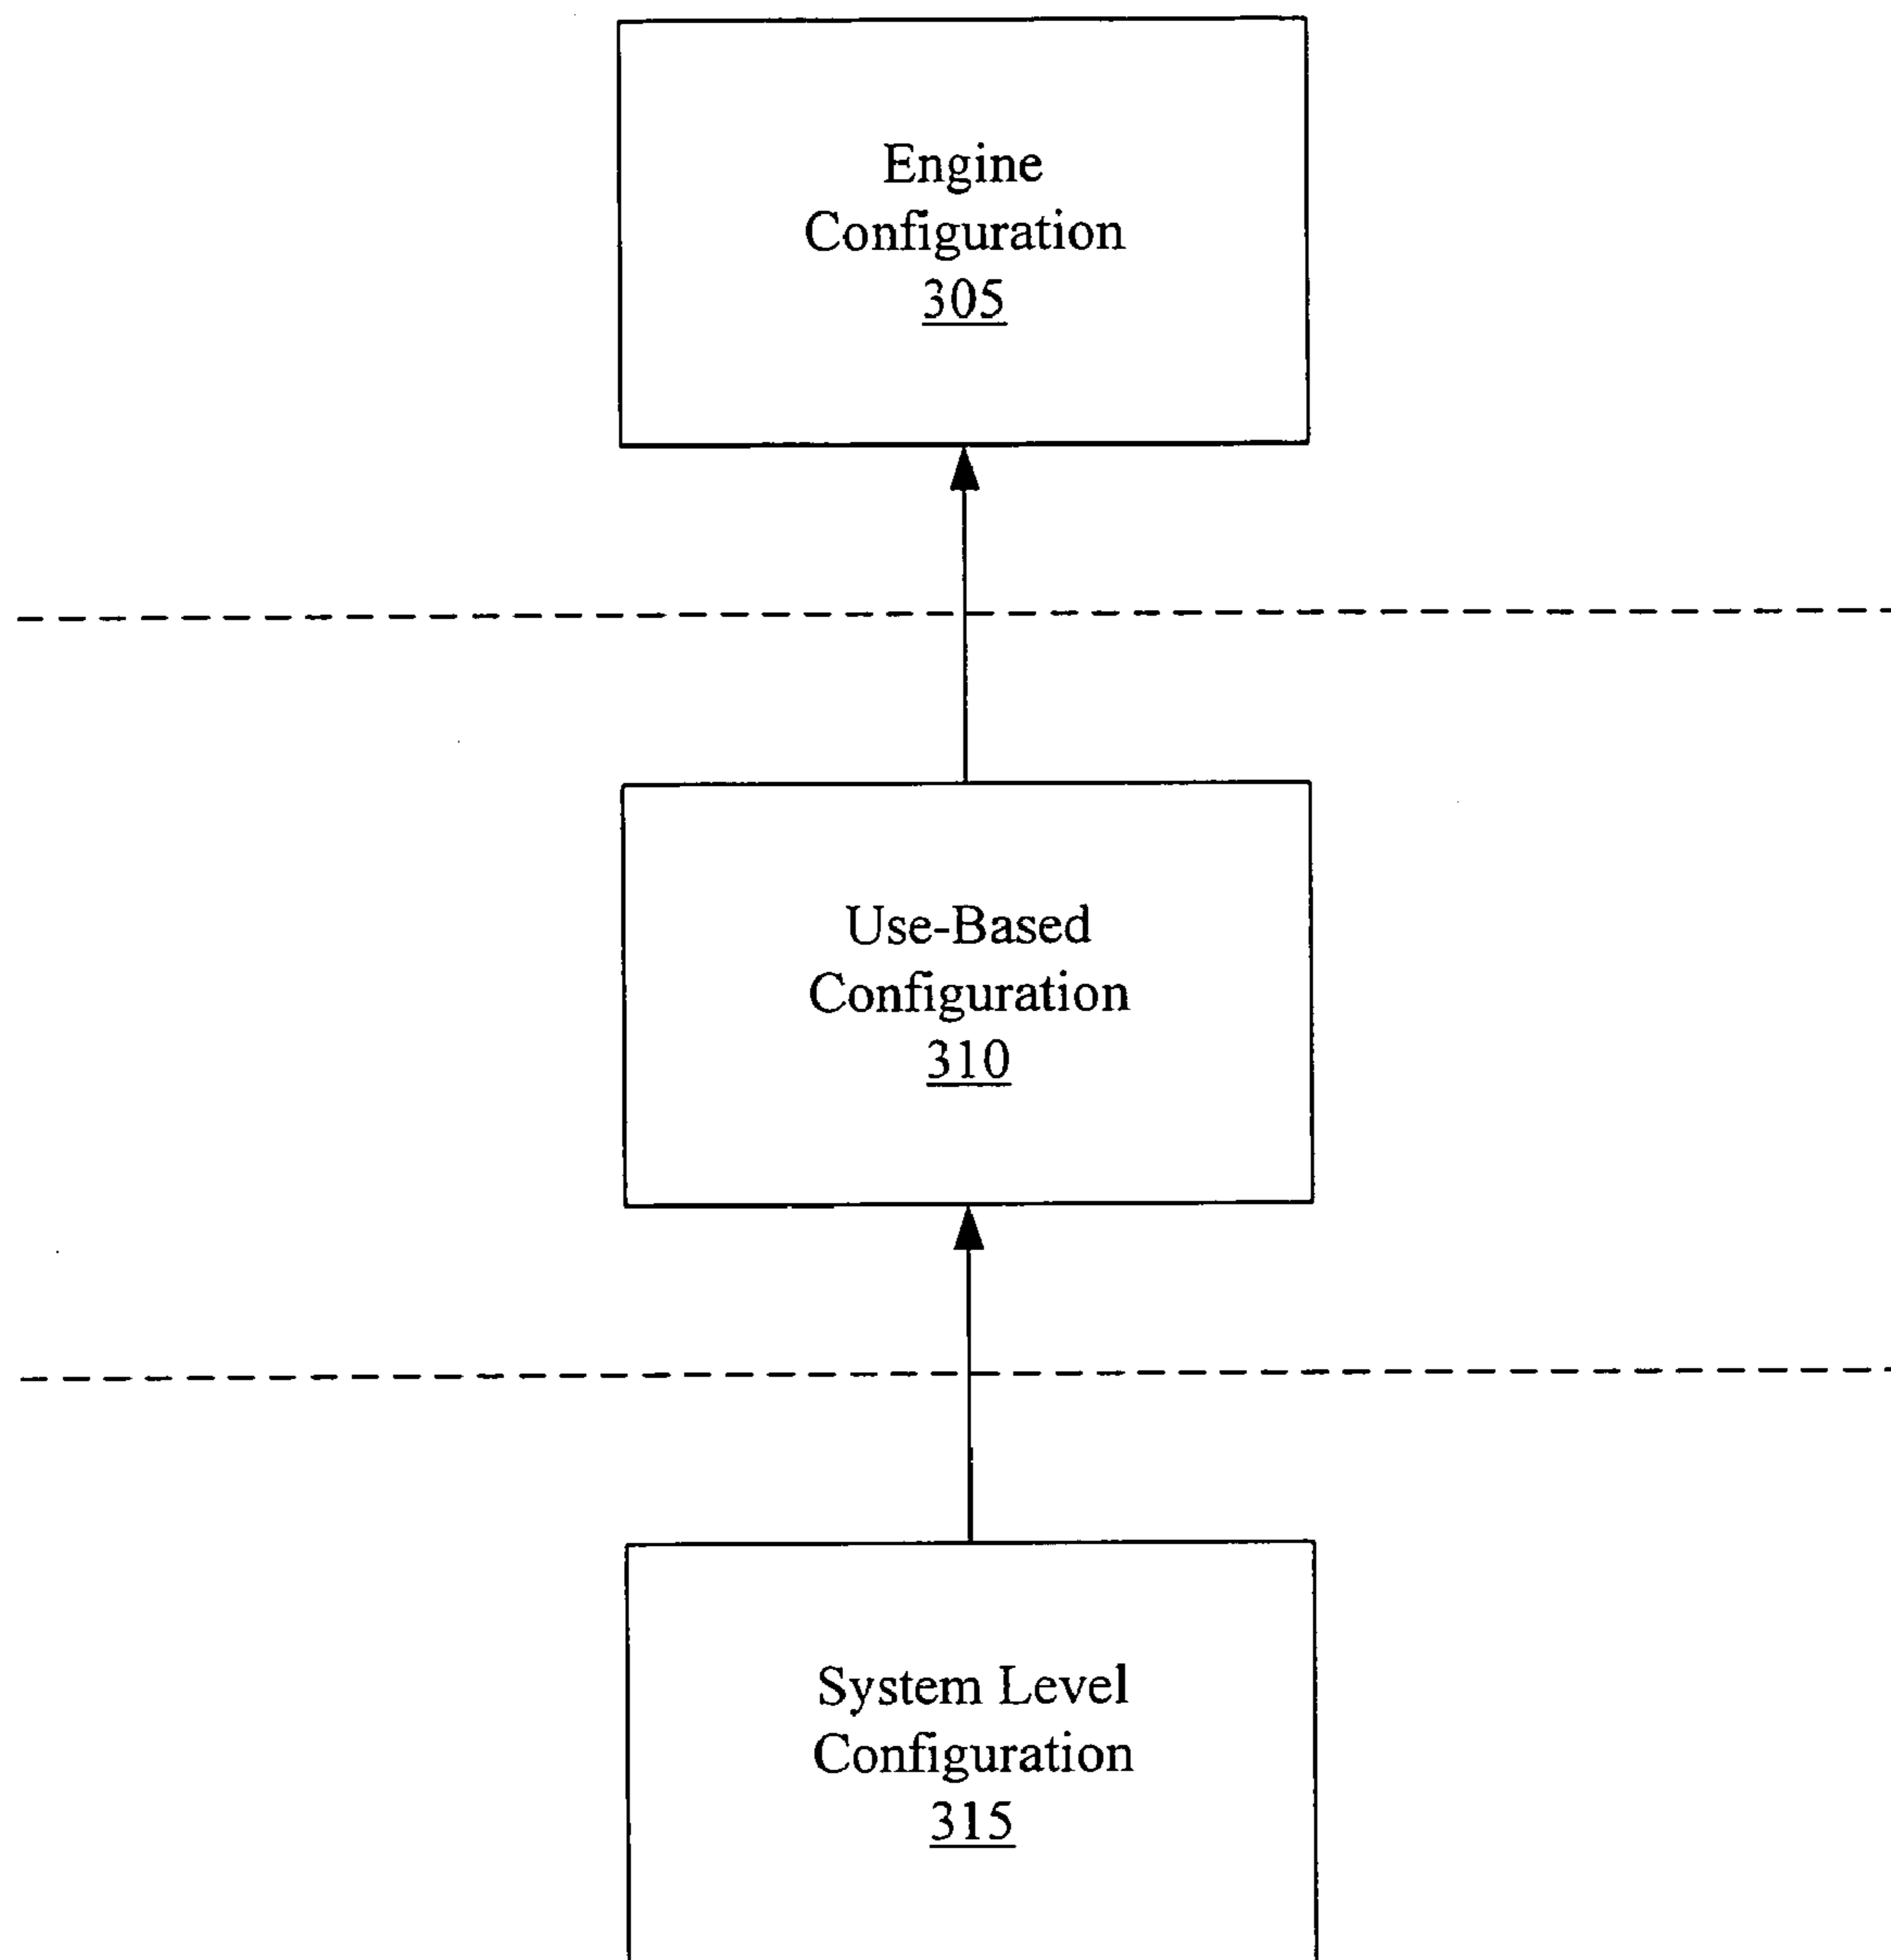 Engine
Configuration
305
Use-Based
Configuration
310
System Level
Configuration
315